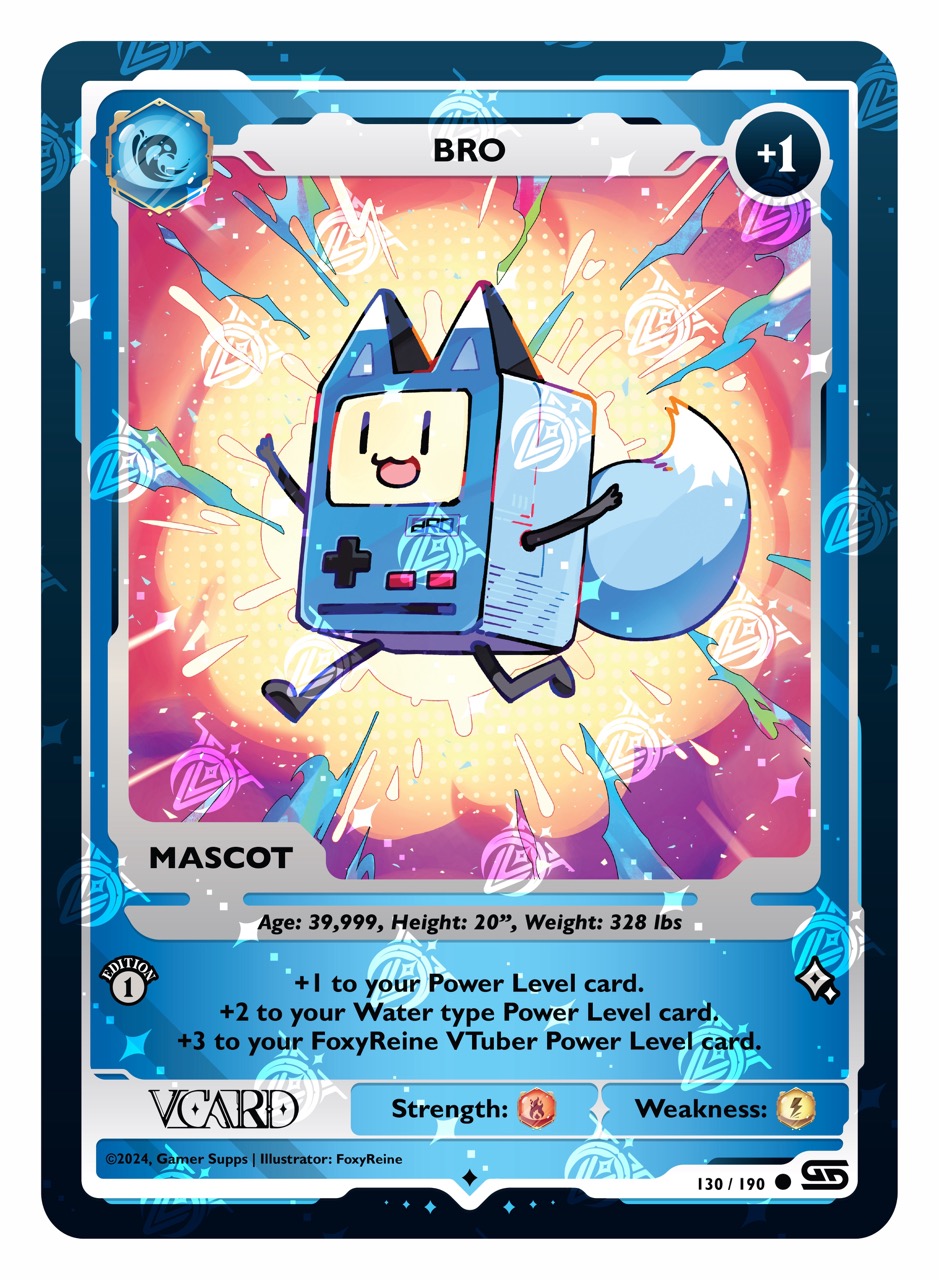 BRO
+1
BRO
MASCOT
Age: 39,999, Height: 20”, Weight: 328 lbs
EDITION
1
+1 to your Power Level card.
+2 to your Water type Power Level card.
+3 to your FoxyReine VTuber Power Level card.
VCARD
Strength:
Weakness:
©2024, Gamer Supps | Illustrator: FoxyReine
130 / 190
GG